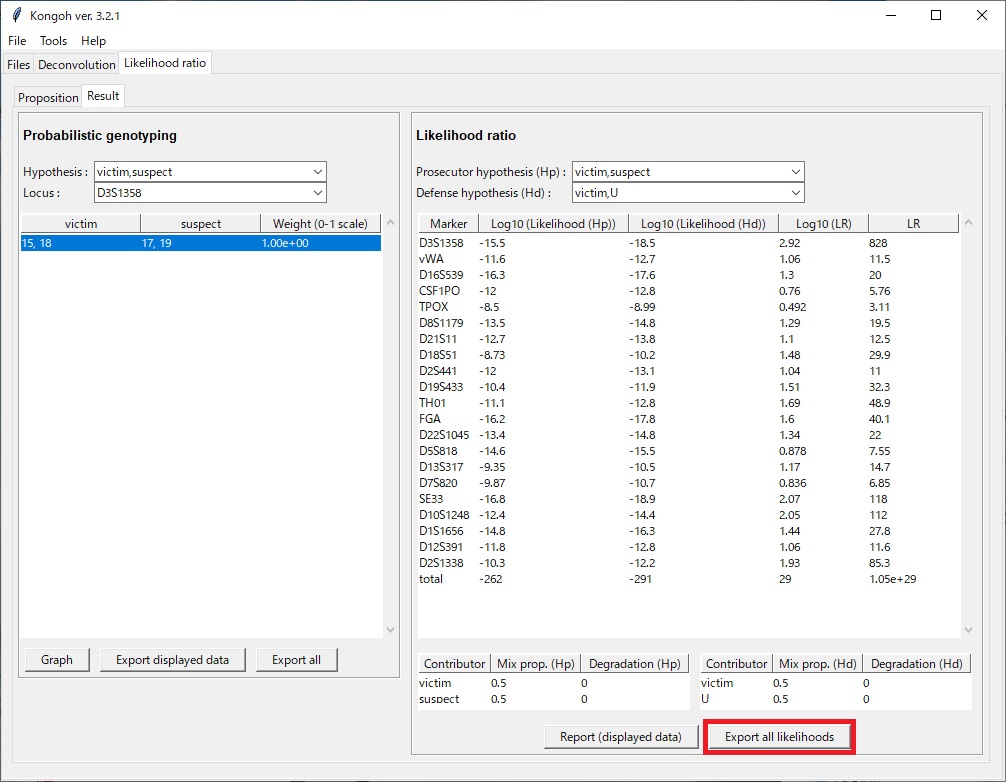 Kongoh ver. 3.2.1
File Tools Help
Files Deconvolution Likelihood ratio
Proposition Result
Probabilistic genotyping
Hypothesis : victim,suspect
Locus : D3S1358
victim suspect Weight (0-1 scale)
15, 18 17, 19 1.00e+00
Graph Export displayed data Export all
Likelihood ratio
Prosecutor hypothesis (Hp) : victim,suspect
Defense hypothesis (Hd) : victim,U
Marker Log10 (Likelihood (Hp)) Log10 (Likelihood (Hd)) Log10 (LR) LR
D3S1358 -15.5 -18.5 2.92 828
vWA -11.6 -12.7 1.06 11.5
D16S539 -16.3 -17.6 1.3 20
CSF1PO -12 -12.8 0.76 5.76
TPOX -8.5 -8.99 0.492 3.11
D8S1179 -13.5 -14.8 1.29 19.5
D21S11 -12.7 -13.8 1.1 12.5
D18S51 -8.73 -10.2 1.48 29.9
D2S441 -12 -13.1 1.04 11
D19S433 -10.4 -11.9 1.51 32.3
TH01 -11.1 -12.8 1.69 48.9
FGA -16.2 -17.8 1.6 40.1
D22S1045 -13.4 -14.8 1.34 22
D5S818 -14.6 -15.5 0.878 7.55
D13S317 -9.35 -10.5 1.17 14.7
D7S820 -9.87 -10.7 0.836 6.85
SE33 -16.8 -18.9 2.07 118
D10S1248 -12.4 -14.4 2.05 112
D1S1656 -14.8 -16.3 1.44 27.8
D12S391 -11.8 -12.8 1.06 11.6
D2S1338 -10.3 -12.2 1.93 85.3
total -262 -291 29 1.05e+29
Contributor Mix prop. (Hp) Degradation (Hp)
victim 0.5 0
suspect 0.5 0
Contributor Mix prop. (Hd) Degradation (Hd)
victim 0.5 0
U 0.5 0
Report (displayed data) Export all likelihoods